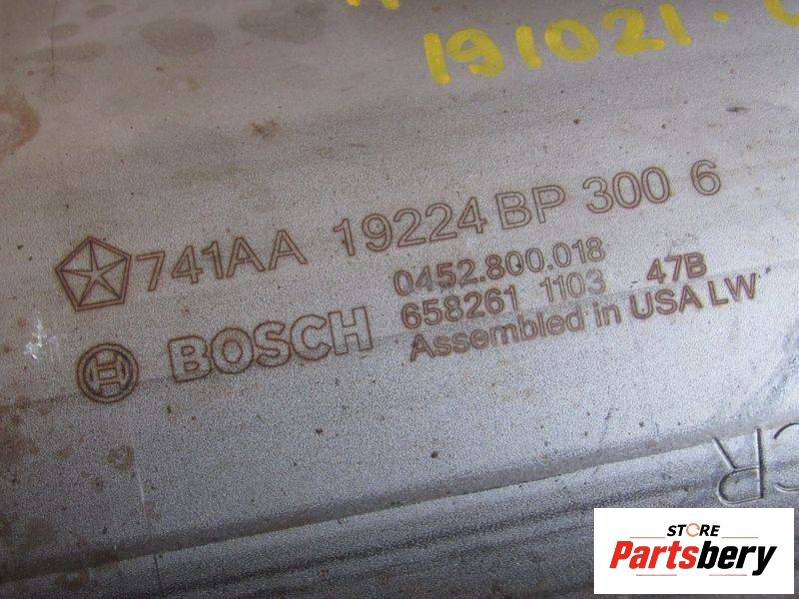 191021
741AA 19224 BP 300 6
0452.800.018
658261 1103 47B
BOSCH
Assembled in USA LW
CR
STORE
Partsbery